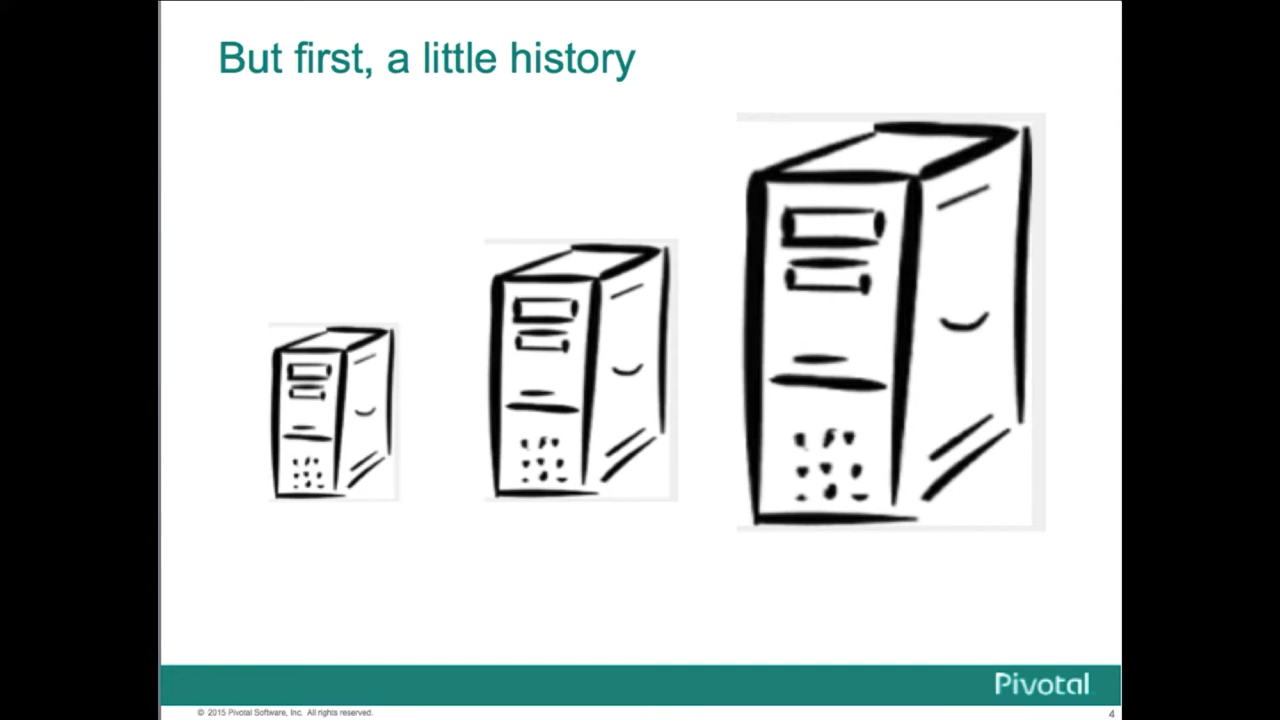 But first, a little history
Pivotal
© 2015 Pivotal Software, Inc. All rights reserved.
4